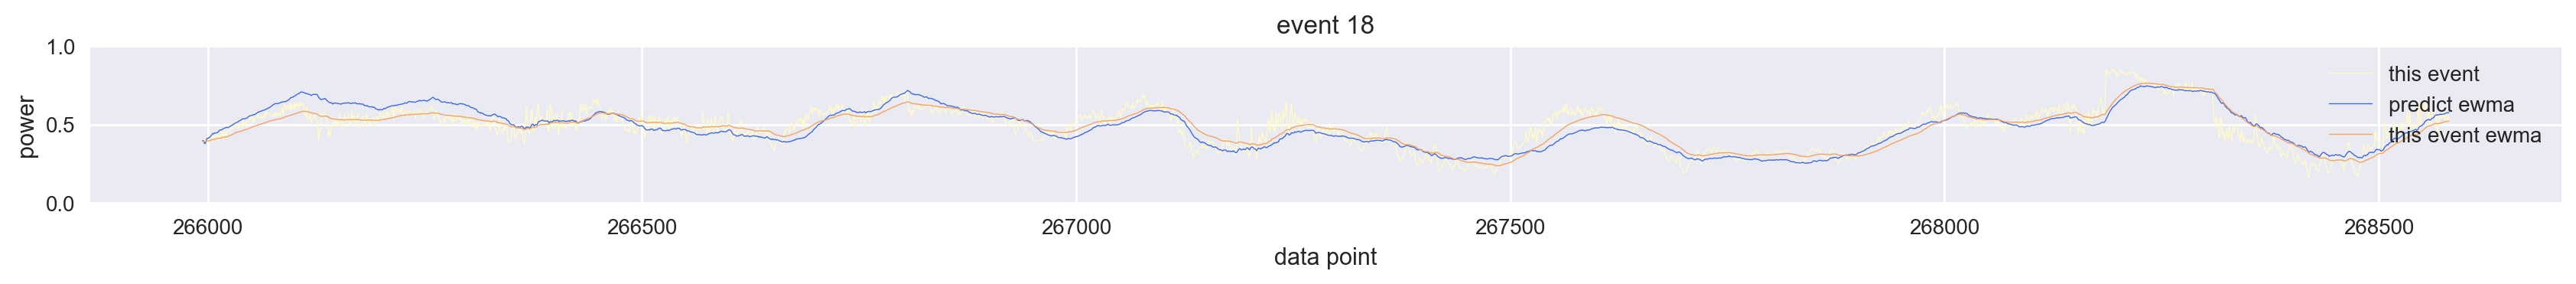 event 18
1.0
0.5
0.0
power
this event
predict ewma
this event ewma
266000 266500 267000 267500 268000 268500
data point